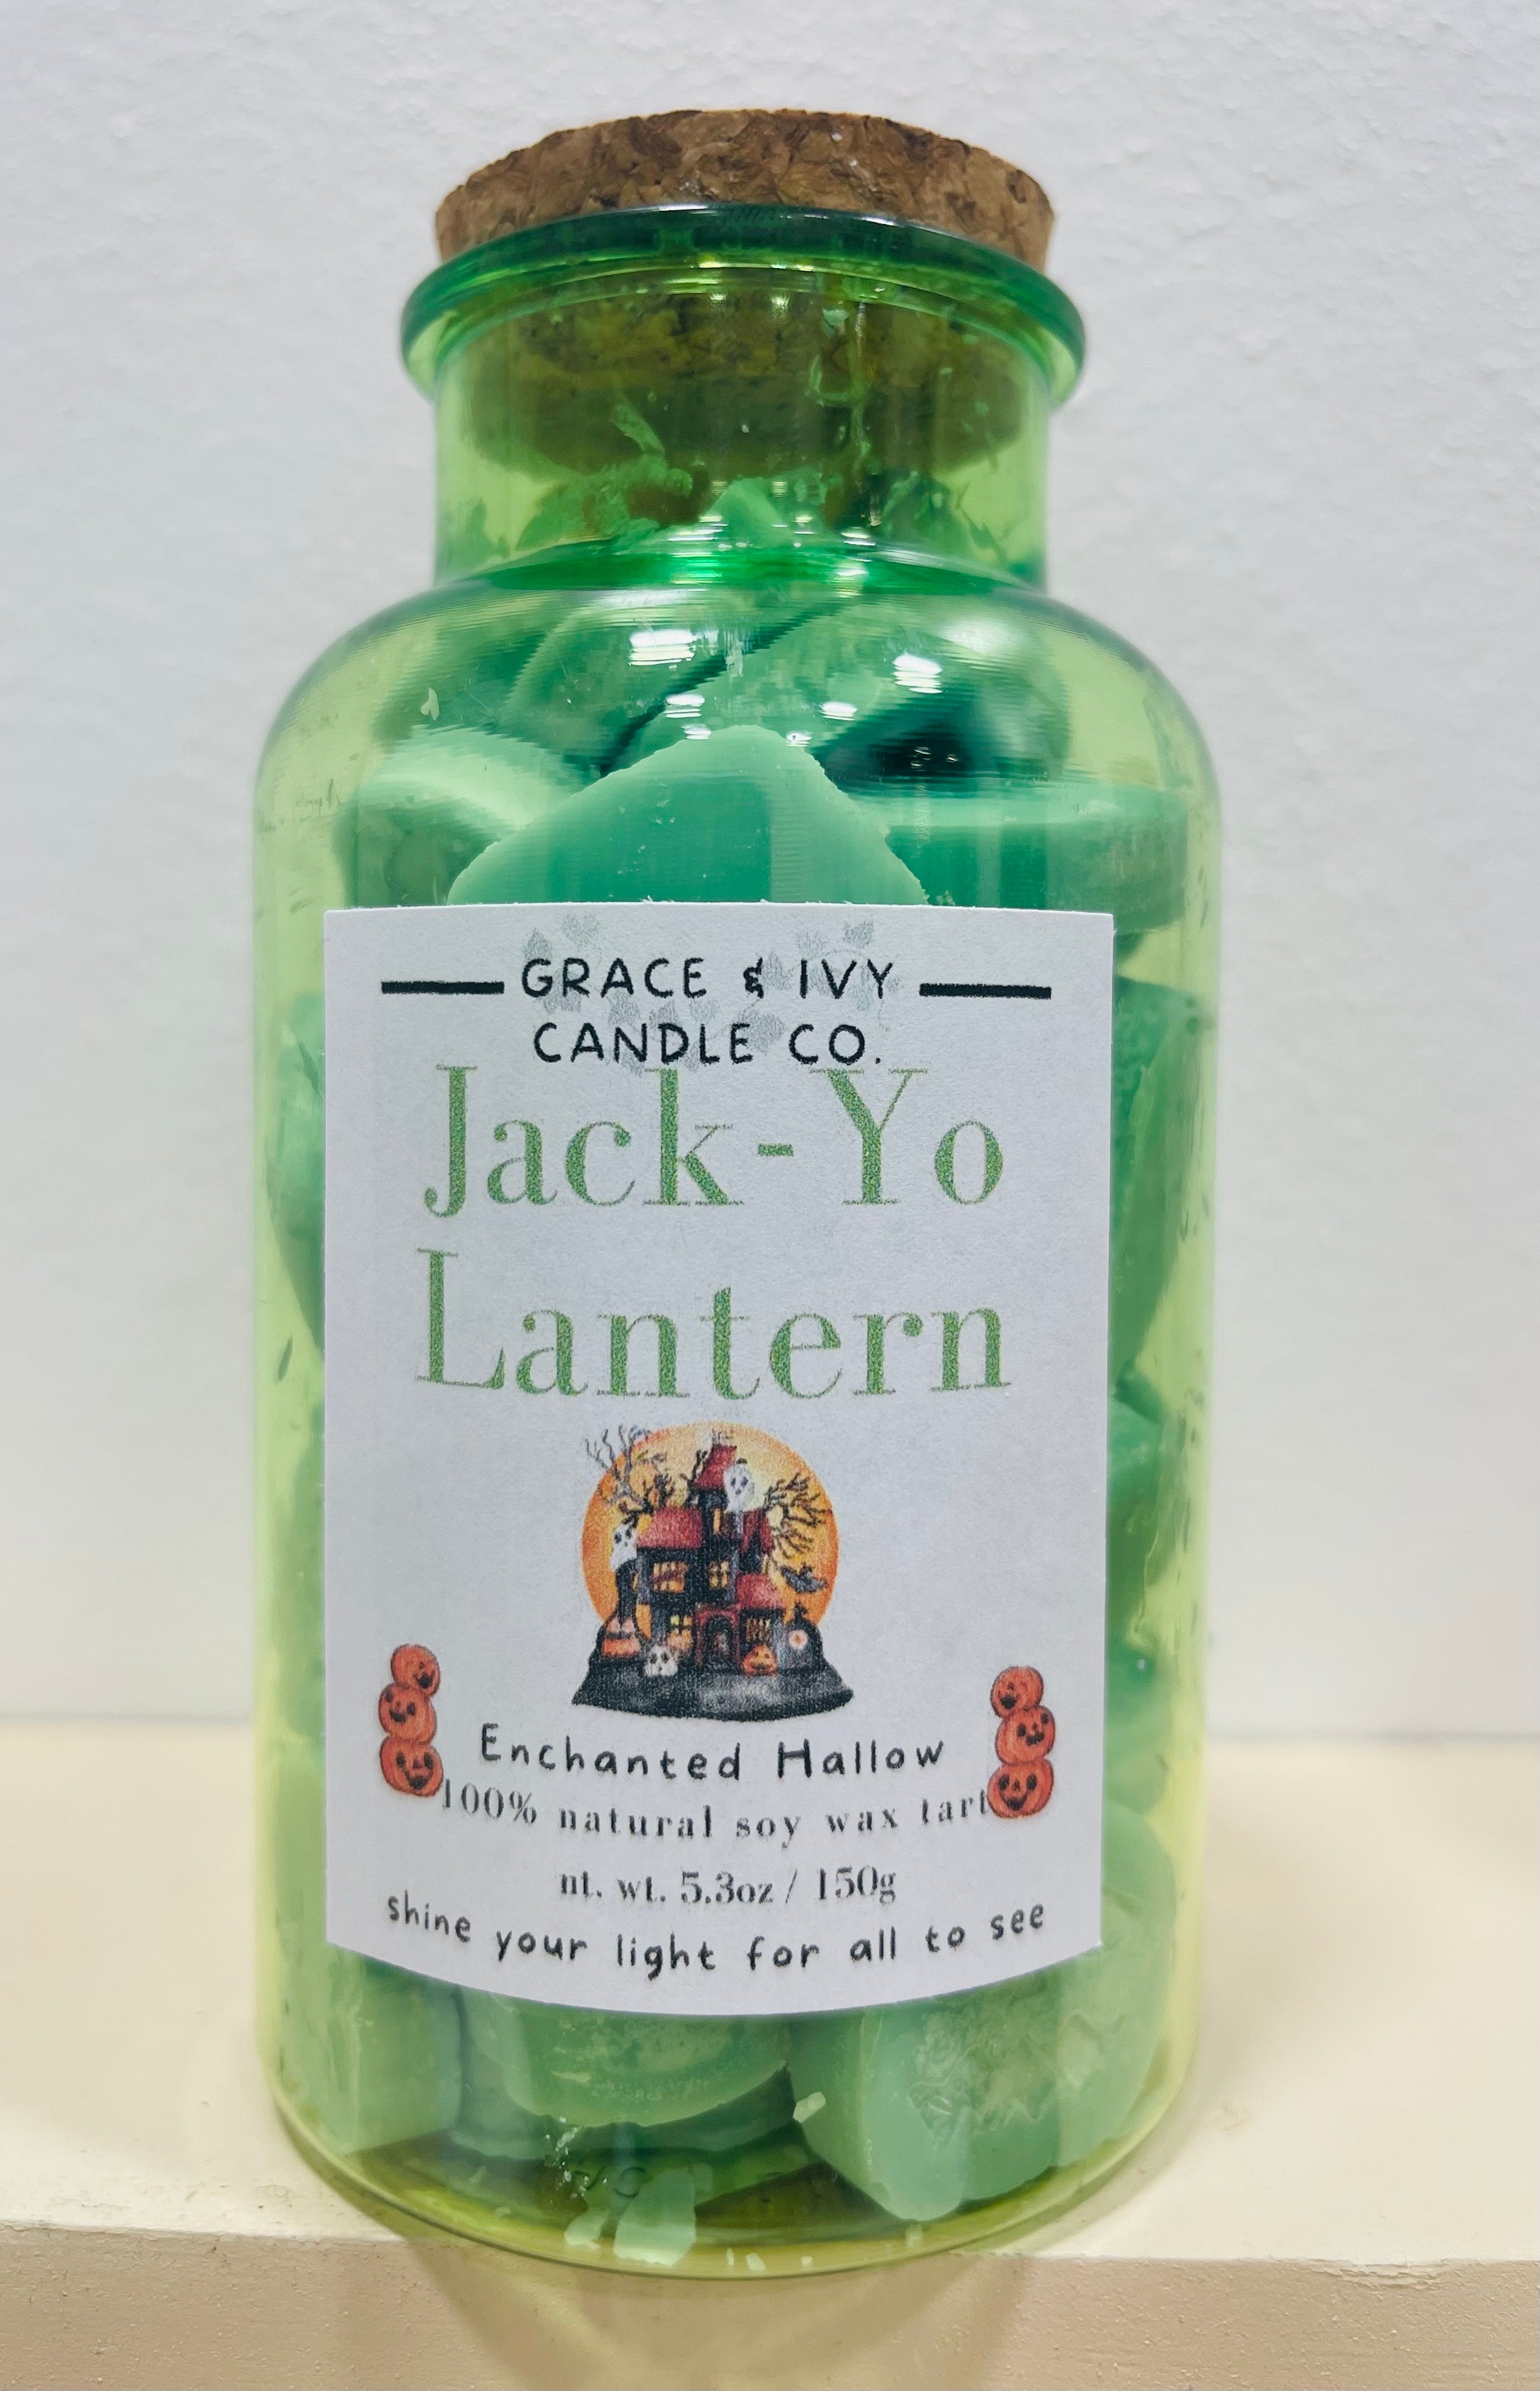 GRACE & IVY
CANDLE CO.
Jack-Yo
Lantern
Enchanted Hallow
100% natural soy wax tart
nt. wt. 5.3oz / 150g
shine your light for all to see